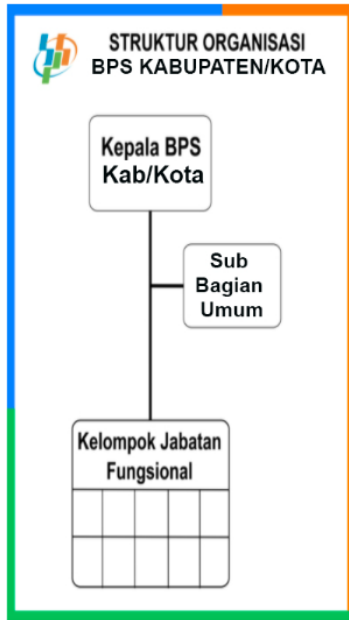 STRUKTUR ORGANISASI
BPS KABUPATEN/KOTA
Kepala BPS
Kab/Kota
Sub
Bagian
Umum
Kelompok Jabatan
Fungsional